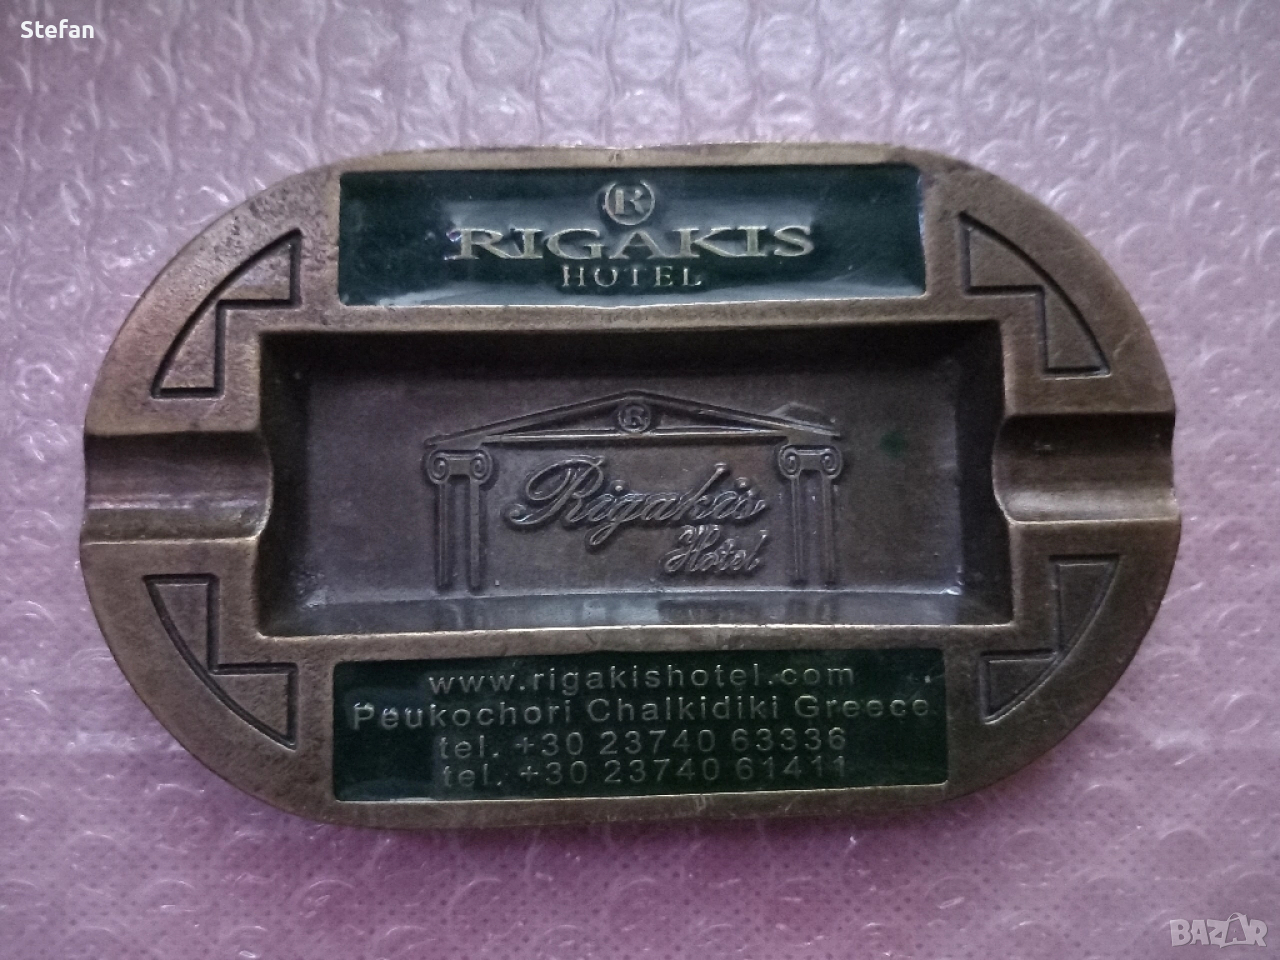 Stefan
R
RIGAKIS
HOTEL
R
Rigakis
Hotel
www.rigakishotel.com
Peukochori Chalkidiki Greece
tel. +30 23740 63336
tel. +30 23740 61411
BAZAR